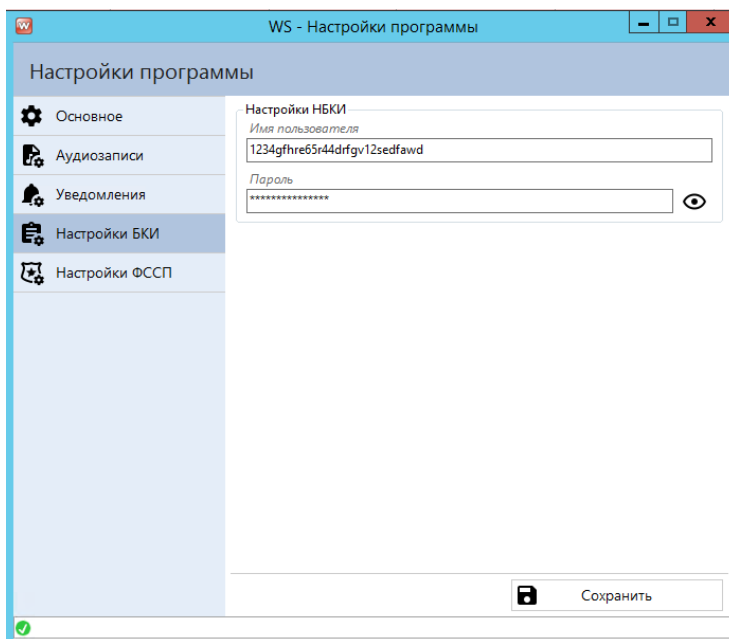 WS - Настройки программы
Настройки программы
Основное
Аудиозаписи
Уведомления
Настройки БКИ
Настройки ФССП
Настройки НБКИ
Имя пользователя
1234gfhre65r44drfgv12sedfawd
Пароль
***************
Сохранить